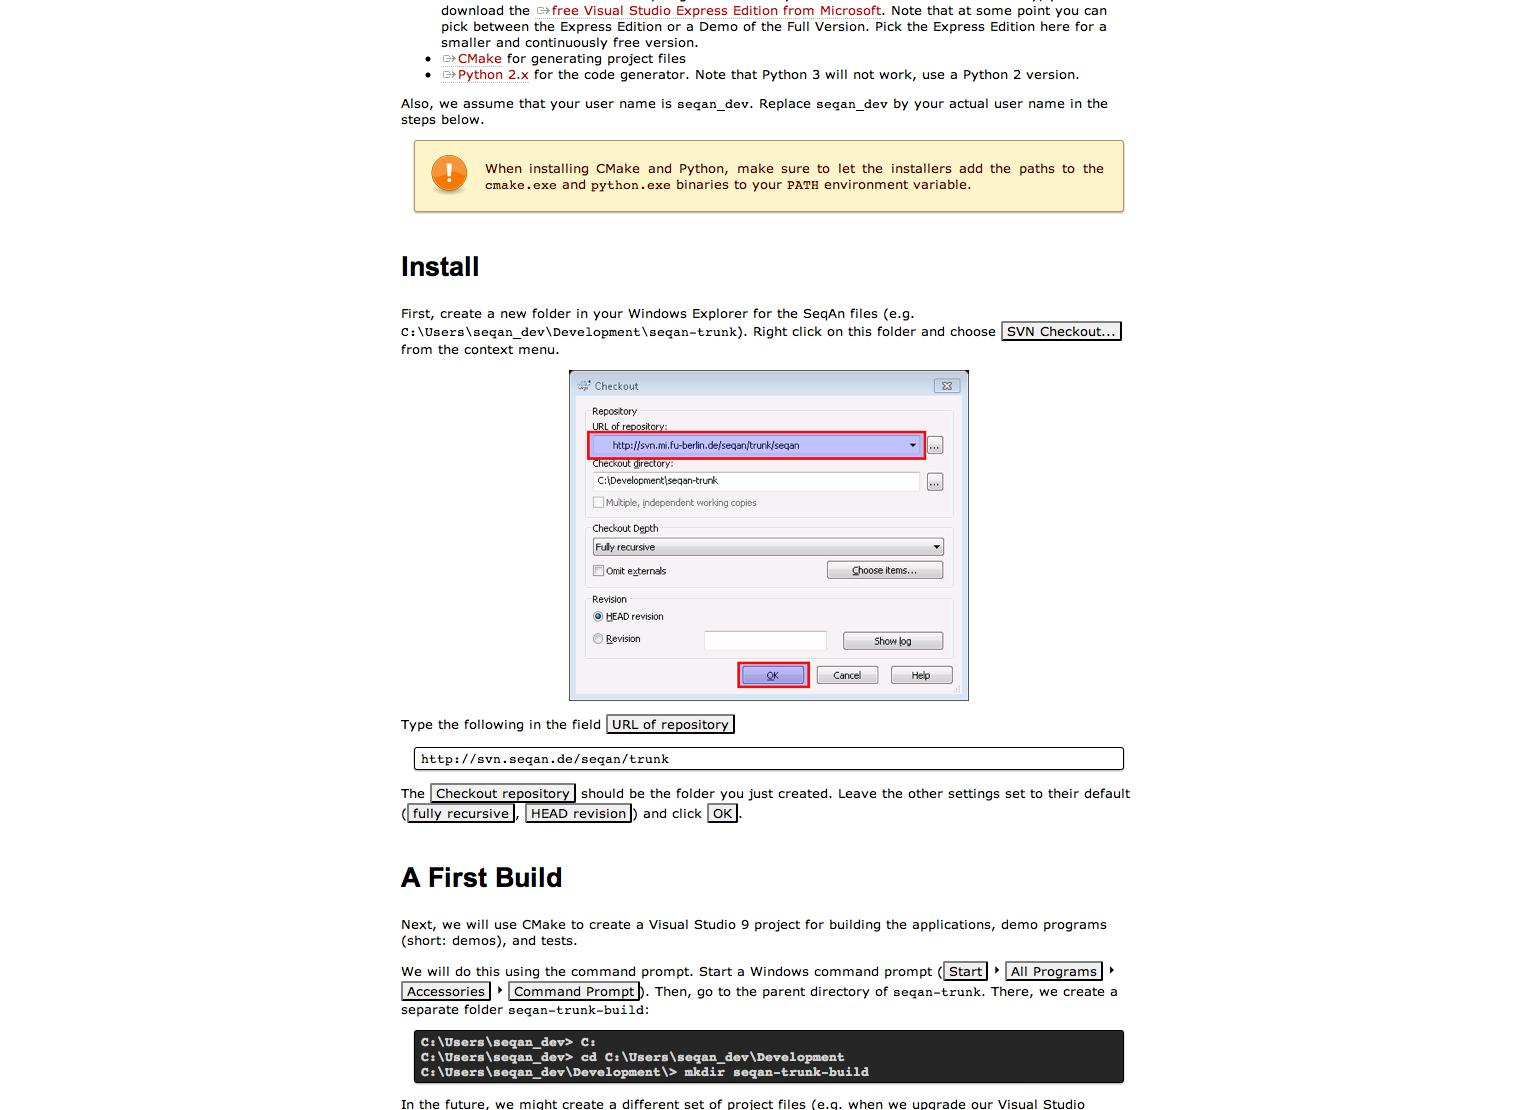 download the free Visual Studio Express Edition from Microsoft. Note that at some point you can
pick between the Express Edition or a Demo of the Full Version. Pick the Express Edition here for a
smaller and continuously free version.
• CMake for generating project files
• Python 2.x for the code generator. Note that Python 3 will not work, use a Python 2 version.
Also, we assume that your user name is seqan_dev. Replace seqan_dev by your actual user name in the
steps below.
When installing CMake and Python, make sure to let the installers add the paths to the
cmake.exe and python.exe binaries to your PATH environment variable.
Install
First, create a new folder in your Windows Explorer for the SeqAn files (e.g.
C:\Users\seqan_dev\Development\seqan-trunk). Right click on this folder and choose SVN Checkout...
from the context menu.
Checkout
Repository
URL of repository:
http://svn.mi.fu-berlin.de/seqan/trunk/seqan
...
Checkout directory:
C:\Development\seqan-trunk
...
Multiple, independent working copies
Checkout Depth
Fully recursive
Omit externals
Choose items...
Revision
HEAD revision
Revision
Show log
OK Cancel Help
Type the following in the field URL of repository
http://svn.seqan.de/seqan/trunk
The Checkout repository should be the folder you just created. Leave the other settings set to their default
(fully recursive, HEAD revision) and click OK.
A First Build
Next, we will use CMake to create a Visual Studio 9 project for building the applications, demo programs
(short: demos), and tests.
We will do this using the command prompt. Start a Windows command prompt (Start ‣ All Programs ‣
Accessories ‣ Command Prompt). Then, go to the parent directory of seqan-trunk. There, we create a
separate folder seqan-trunk-build:
C:\Users\seqan_dev> C:
C:\Users\seqan_dev> cd C:\Users\seqan_dev\Development
C:\Users\seqan_dev\Development\> mkdir seqan-trunk-build
In the future, we might create a different set of project files (e.g. when we upgrade our Visual Studio